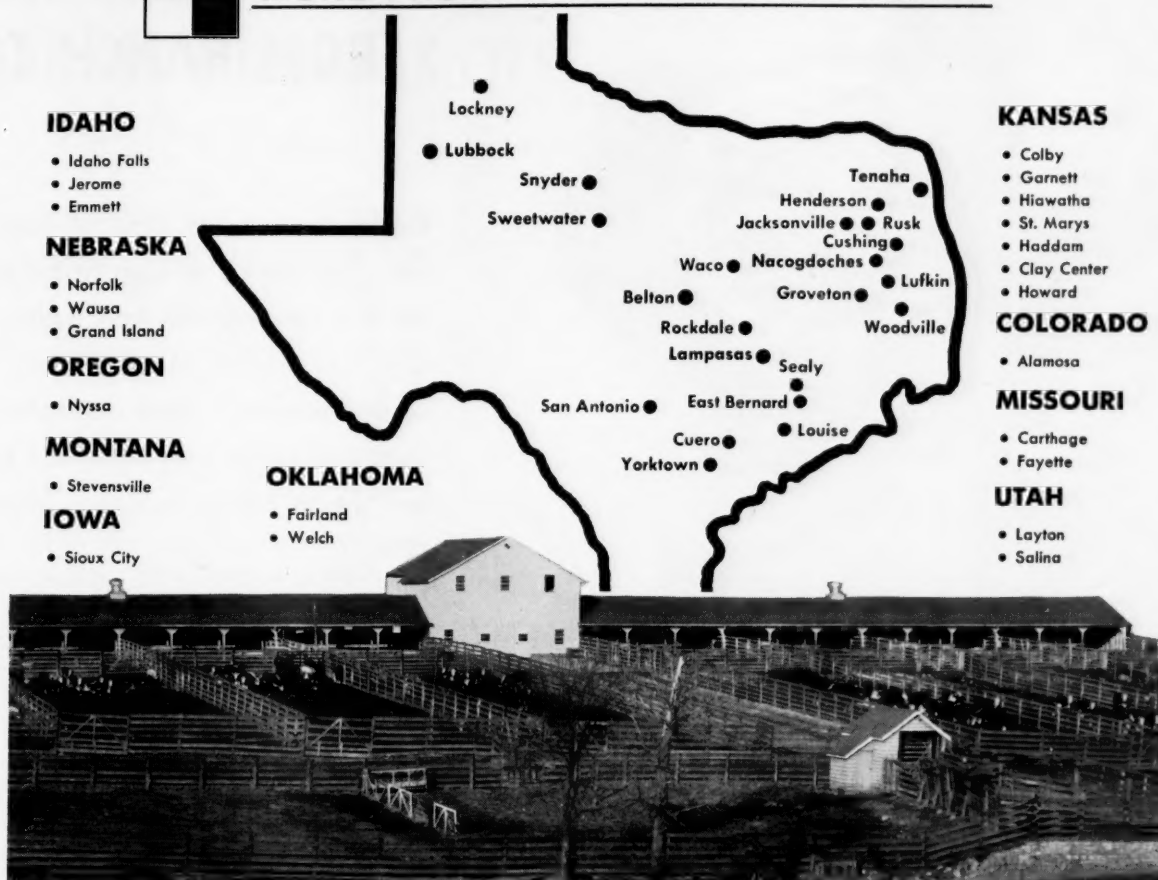 IDAHO
• Idaho Falls
• Jerome
• Emmett
NEBRASKA
• Norfolk
• Wausa
• Grand Island
OREGON
• Nyssa
MONTANA
• Stevensville
IOWA
• Sioux City
OKLAHOMA
• Fairland
• Welch
Lockney
Lubbock
Snyder
Sweetwater
Tenaha
Henderson
Jacksonville
Rusk
Cushing
Waco
Nacogdoches
Lufkin
Belton
Groveton
Woodville
Rockdale
Lampasas
Sealy
San Antonio
East Bernard
Louise
Cuero
Yorktown
KANSAS
• Colby
• Garnett
• Hiawatha
• St. Marys
• Haddam
• Clay Center
• Howard
COLORADO
• Alamosa
MISSOURI
• Carthage
• Fayette
UTAH
• Layton
• Salina